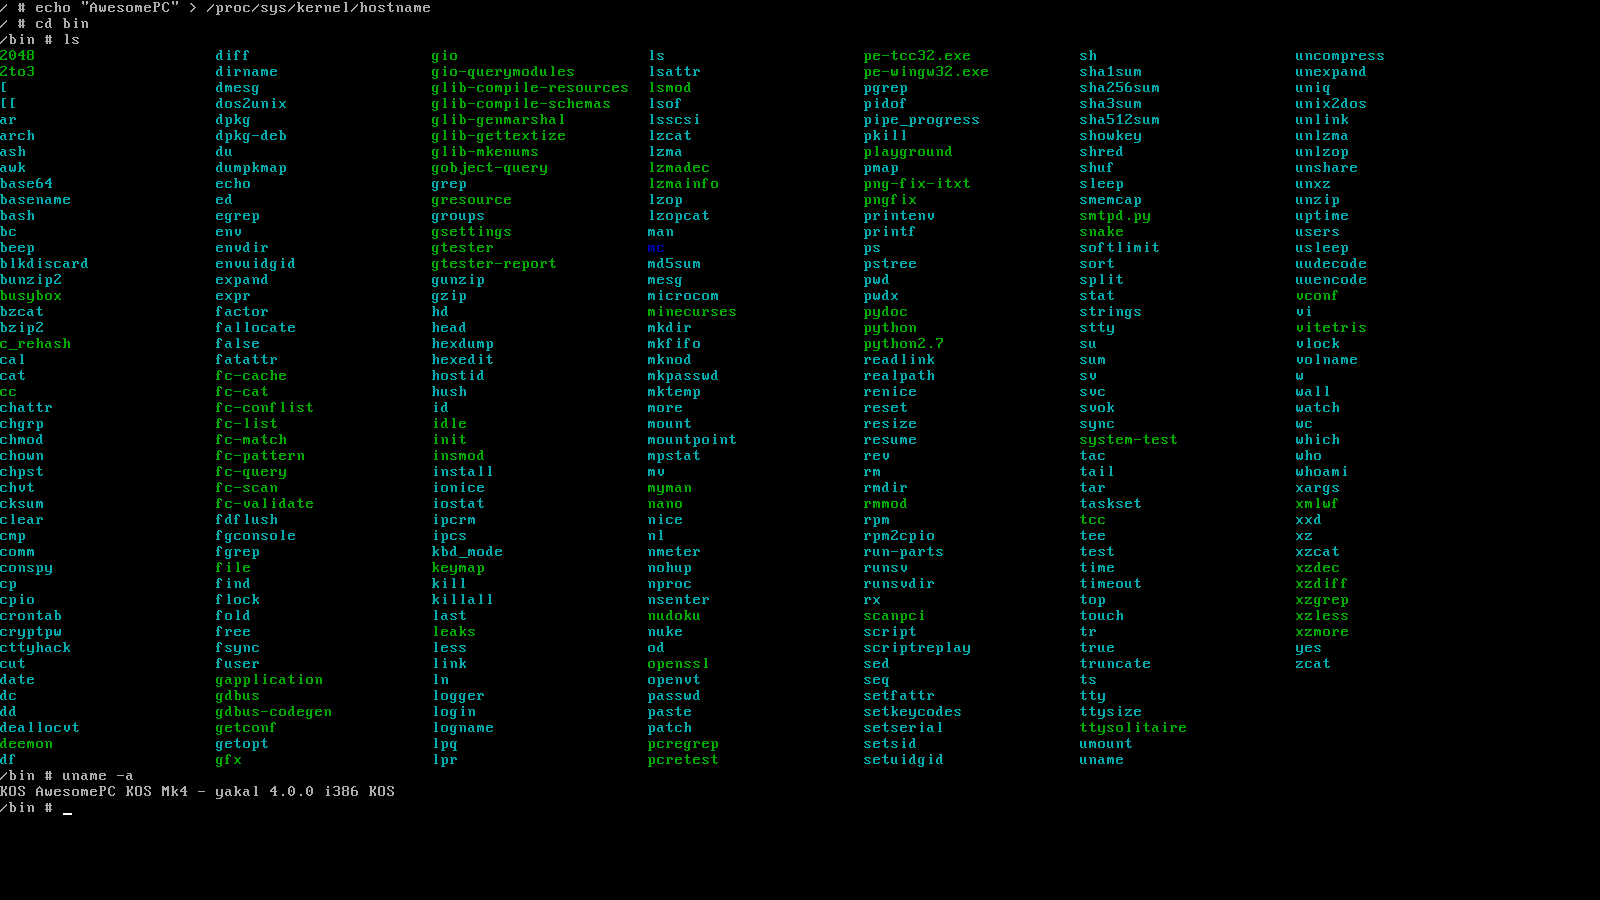 / # echo "AwesomePC" > /proc/sys/kernel/hostname
/ # cd bin
/bin # ls
2048 diff gio ls pe-tcc32.exe sh uncompress
2to3 dirname gio-querymodules lsattr pe-wingw32.exe sha1sum unexpand
[ dmesg glib-compile-resources lsmod pgrep sha256sum uniq
[[ dos2unix glib-compile-schemas lsof pidof sha3sum unix2dos
ar dpkg glib-genmarshal lsscsi pipe_progress sha512sum unlink
arch dpkg-deb glib-gettextize lzcat pkill showkey unlzma
ash du glib-mkenums lzma playground shred unlzop
awk dumpkmap gobject-query lzmadec pmap shuf unshare
base64 echo grep lzmainfo png-fix-itxt sleep unxz
basename ed gresource lzop pngfix smemcap unzip
bash egrep groups lzopcat printenv smtpd.py uptime
bc env gsettings man printf snake users
beep envdir gtester mc ps softlimit usleep
blkdiscard envuidgid gtester-report md5sum pstree sort uudecode
bunzip2 expand gunzip mesg pwd split uuencode
busybox expr gzip microcom pwdx stat vconf
bzcat factor hd minecurses pydoc strings vi
bzip2 fallocate head mkdir python stty vitetris
c_rehash false hexdump mkfifo python2.7 su vlock
cal fatattr hexedit mknod readlink sum volname
cat fc-cache hostid mkpasswd realpath sv w
cc fc-cat hush mktemp renice svc wall
chattr fc-conflist id more reset svok watch
chgrp fc-list idle mount resize sync wc
chmod fc-match init mountpoint resume system-test which
chown fc-pattern insmod mpstat rev tac who
chpst fc-query install mv rm tail whoami
chvt fc-scan ionice myman rmdir tar xargs
cksum fc-validate iostat nano rmmod taskset xmlwf
clear fdflush ipcrm nice rpm tcc xxd
cmp fgconsole ipcs nl rpm2cpio tee xz
comm fgrep kbd_mode nmeter run-parts test xzcat
conspy file keymap nohup runsv time xzdec
cp find kill nproc runsvdir timeout xzdiff
cpio flock killall nsenter rx top xzgrep
crontab fold last nudoku scanpci touch xzless
cryptpw free leaks nuke script tr xzmore
cttyhack fsync less od scriptreplay true yes
cut fuser link openssl sed truncate zcat
date gapplication ln openvt seq ts
dc gdbus logger passwd setfattr tty
dd gdbus-codegen login paste setkeycodes ttysize
deallocvt getconf logname patch setserial ttysolitaire
deemon getopt lpq pcregrep setsid umount
df gfx lpr pcretest setuidgid uname
/bin # uname -a
KOS AwesomePC KOS Mk4 - yakal 4.0.0 i386 KOS
/bin # _